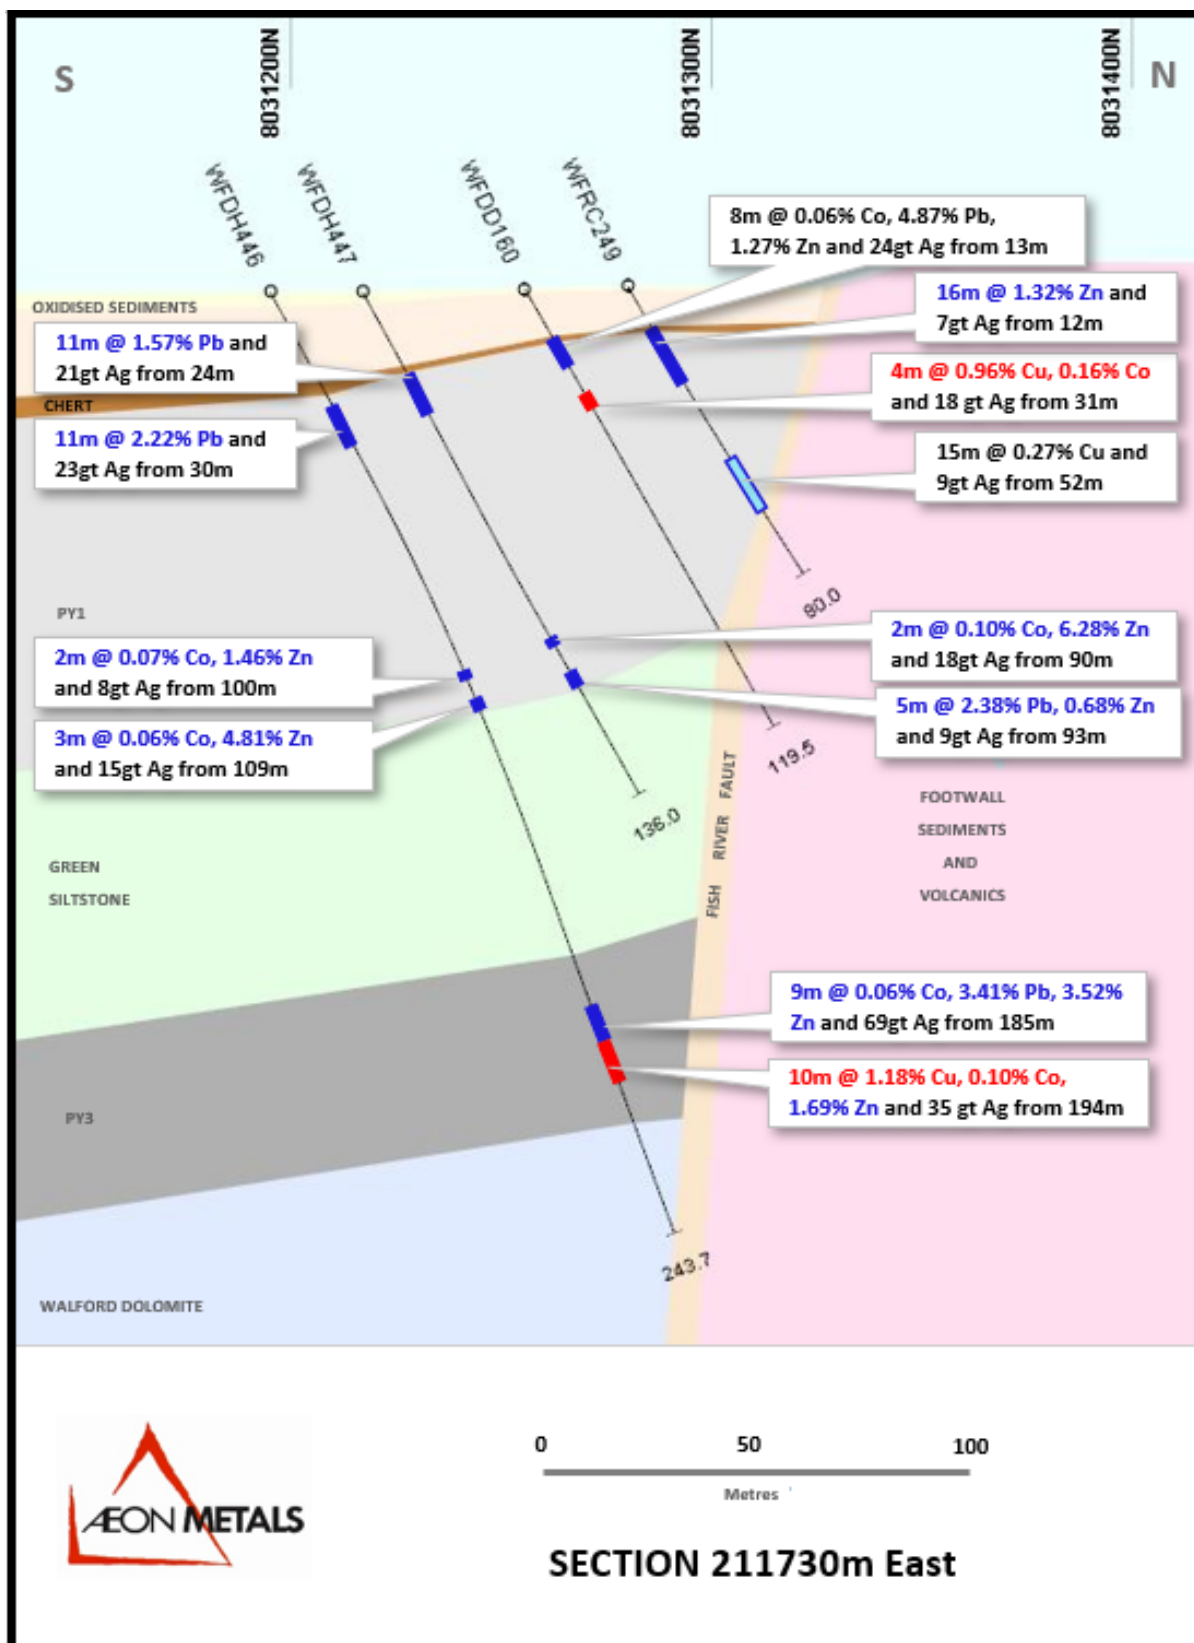 S
8031200N
8031300N
8031400N
N
WFDH446
WFDH447
WFDD160
WFRC249
8m @ 0.06% Co, 4.87% Pb,
1.27% Zn and 24gt Ag from 13m
OXIDISED SEDIMENTS
16m @ 1.32% Zn and
7gt Ag from 12m
11m @ 1.57% Pb and
21gt Ag from 24m
4m @ 0.96% Cu, 0.16% Co
and 18 gt Ag from 31m
CHERT
11m @ 2.22% Pb and
23gt Ag from 30m
15m @ 0.27% Cu and
9gt Ag from 52m
80.0
PY1
2m @ 0.10% Co, 6.28% Zn
and 18gt Ag from 90m
2m @ 0.07% Co, 1.46% Zn
and 8gt Ag from 100m
5m @ 2.38% Pb, 0.68% Zn
and 9gt Ag from 93m
3m @ 0.06% Co, 4.81% Zn
and 15gt Ag from 109m
119.5
138.0
FISH RIVER FAULT
FOOTWALL
SEDIMENTS
AND
VOLCANICS
GREEN
SILTSTONE
9m @ 0.06% Co, 3.41% Pb, 3.52%
Zn and 69gt Ag from 185m
10m @ 1.18% Cu, 0.10% Co,
1.69% Zn and 35 gt Ag from 194m
PY3
243.7
WALFORD DOLOMITE
0 50 100
Metres
ÆON METALS
SECTION 211730m East